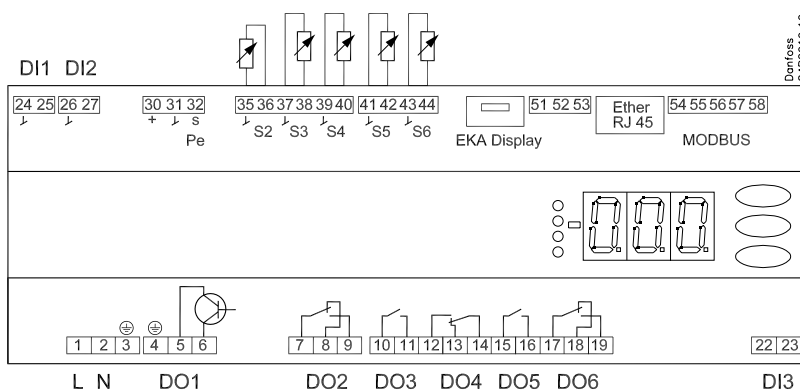 Danfoss
DI1 DI2
24 25 26 27 30 31 32 35 36 37 38 39 40 41 42 43 44 51 52 53 Ether RJ 45 54 55 56 57 58
+ s S2 S3 S4 S5 S6
Pe EKA Display MODBUS
1 2 3 4 5 6 7 8 9 10 11 12 13 14 15 16 17 18 19 22 23
L N DO1 DO2 DO3 DO4 DO5 DO6 DI3